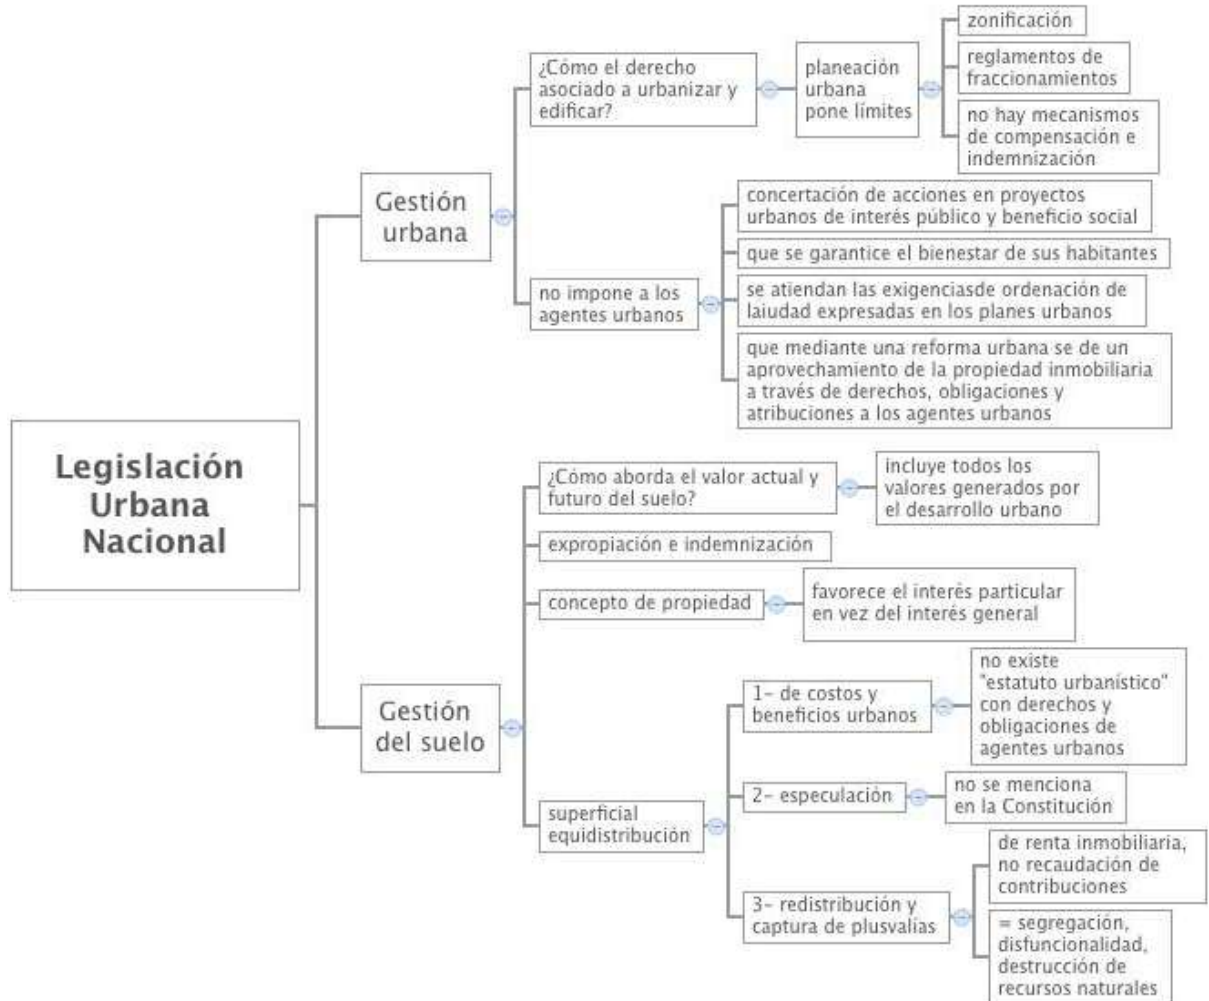 Legislación
Urbana
Nacional
Gestión
urbana
¿Cómo el derecho
asociado a urbanizar y
edificar?
planeación
urbana
pone límites
zonificación
reglamentos de
fraccionamientos
no hay mecanismos
de compensación e
indemnización
no impone a los
agentes urbanos
concertación de acciones en proyectos
urbanos de interés público y beneficio social
que se garantice el bienestar de sus habitantes
se atiendan las exigenciasde ordenación de
laiudad expresadas en los planes urbanos
que mediante una reforma urbana se de un
aprovechamiento de la propiedad inmobiliaria
a través de derechos, obligaciones y
atribuciones a los agentes urbanos
Gestión
del suelo
¿Cómo aborda el valor actual y
futuro del suelo?
incluye todos los
valores generados por
el desarrollo urbano
expropiación e indemnización
concepto de propiedad
favorece el interés particular
en vez del interés general
superficial
equidistribución
1- de costos y
beneficios urbanos
no existe
"estatuto urbanístico"
con derechos y
obligaciones de
agentes urbanos
2- especulación
no se menciona
en la Constitución
3- redistribución y
captura de plusvalías
de renta inmobiliaria,
no recaudación de
contribuciones
= segregación,
disfuncionalidad,
destrucción de
recursos naturales